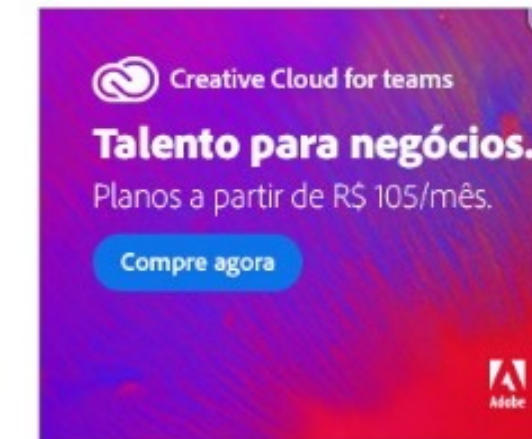 Creative Cloud for teams
Talento para negócios.
Planos a partir de R$ 105/mês.
Compre agora
Adobe